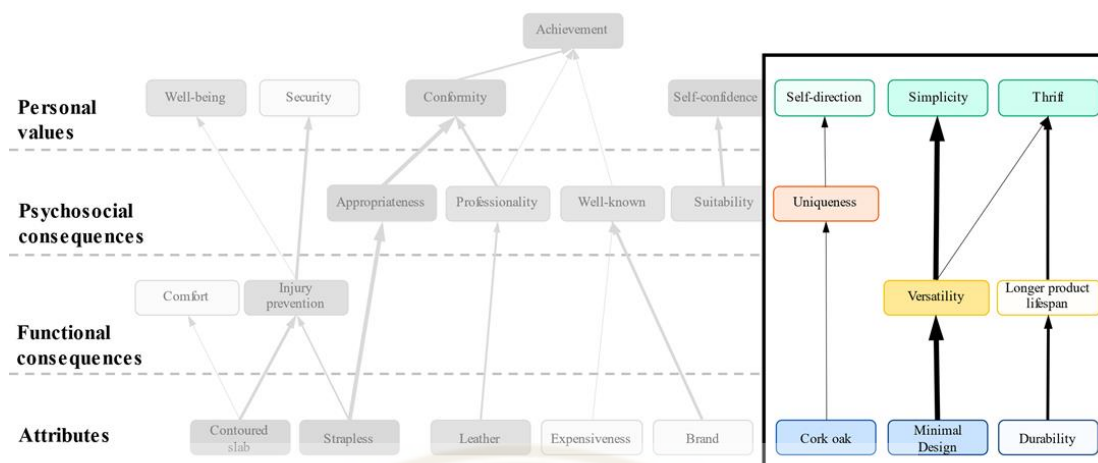 Achievement
Personal
values
Well-being
Security
Conformity
Self-confidence
Self-direction
Simplicity
Thrift
Psychosocial
consequences
Appropriateness
Professionality
Well-known
Suitability
Uniqueness
Functional
consequences
Comfort
Injury
prevention
Versatility
Longer product
lifespan
Attributes
Contoured
slab
Strapless
Leather
Expensiveness
Brand
Cork oak
Minimal
Design
Durability